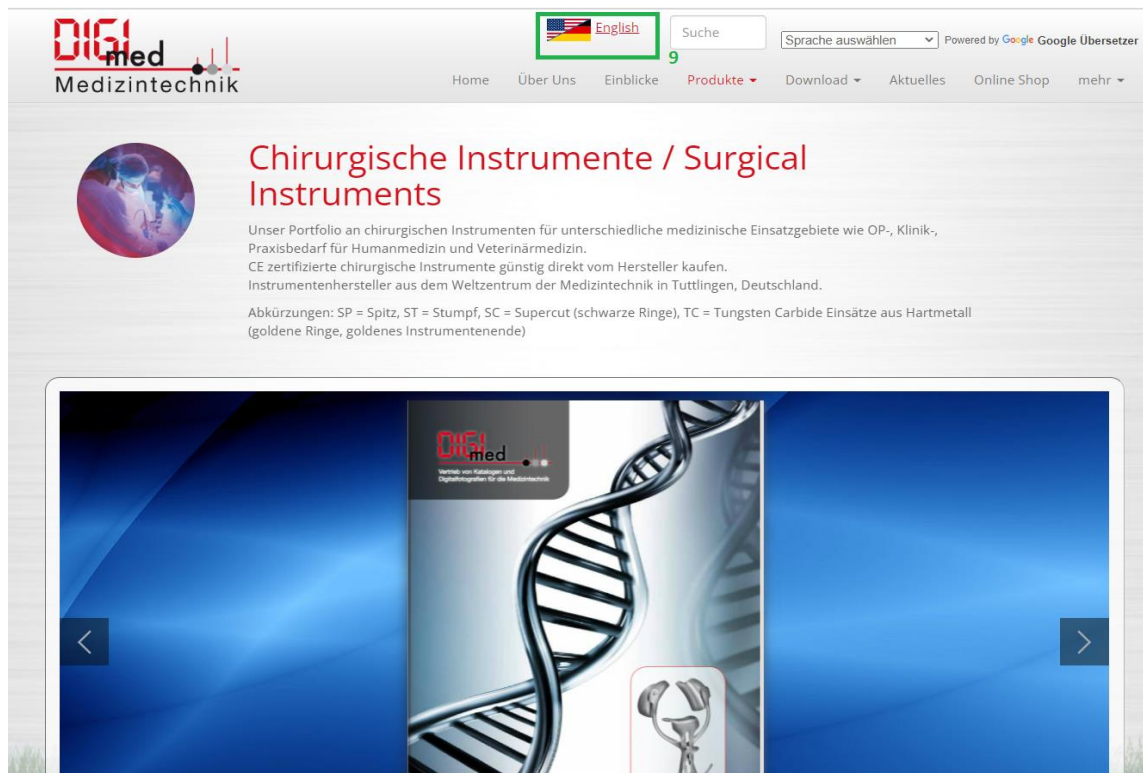 DIGImed
Medizintechnik
English
Suche
Sprache auswählen
Powered by Google Google Übersetzer
9
Home Über Uns Einblicke Produkte Download Aktuelles Online Shop mehr
Chirurgische Instrumente / Surgical
Instruments
Unser Portfolio an chirurgischen Instrumenten für unterschiedliche medizinische Einsatzgebiete wie OP-, Klinik-,
Praxisbedarf für Humanmedizin und Veterinärmedizin.
CE zertifizierte chirurgische Instrumente günstig direkt vom Hersteller kaufen.
Instrumentenhersteller aus dem Weltzentrum der Medizintechnik in Tuttlingen, Deutschland.
Abkürzungen: SP = Spitz, ST = Stumpf, SC = Supercut (schwarze Ringe), TC = Tungsten Carbide Einsätze aus Hartmetall
(goldene Ringe, goldenes Instrumentenende)
DIGImed
Vertrieb von Katalogen und
Digitalfotografien für die Medizintechnik